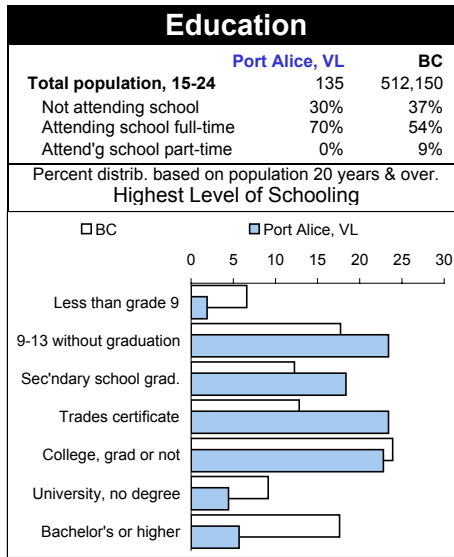 Education
Port Alice, VL BC
Total population, 15-24 135 512,150
Not attending school 30% 37%
Attending school full-time 70% 54%
Attend'g school part-time 0% 9%
Percent distrib. based on population 20 years & over.
Highest Level of Schooling
BC Port Alice, VL
0 5 10 15 20 25 30
Less than grade 9
9-13 without graduation
Sec'ndary school grad.
Trades certificate
College, grad or not
University, no degree
Bachelor's or higher